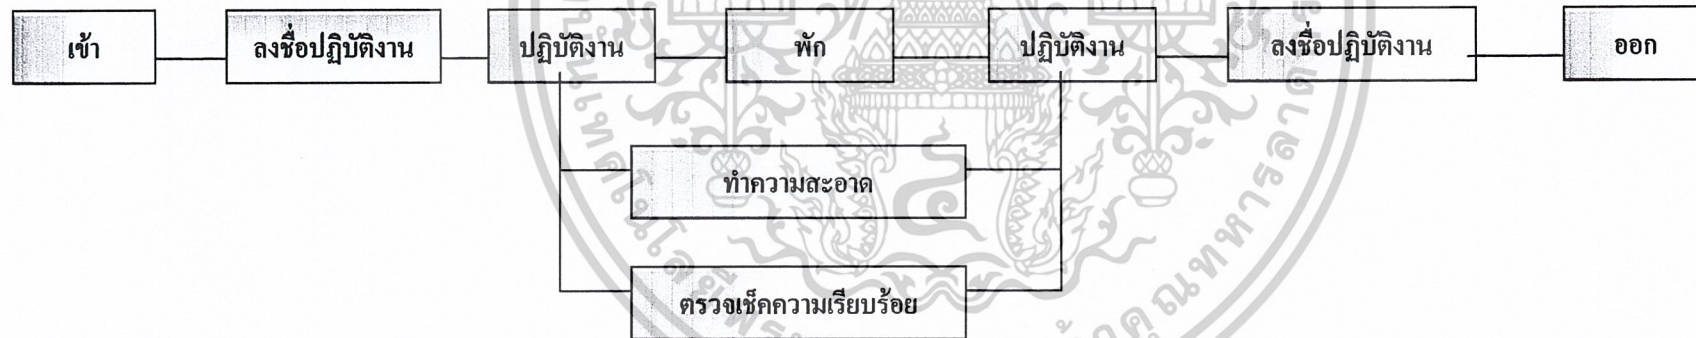 เข้า
ลงชื่อปฏิบัติงาน
ปฏิบัติงาน
พัก
ปฏิบัติงาน
ลงชื่อปฏิบัติงาน
ออก
ทำความสะอาด
ตรวจเช็คความเรียบร้อย